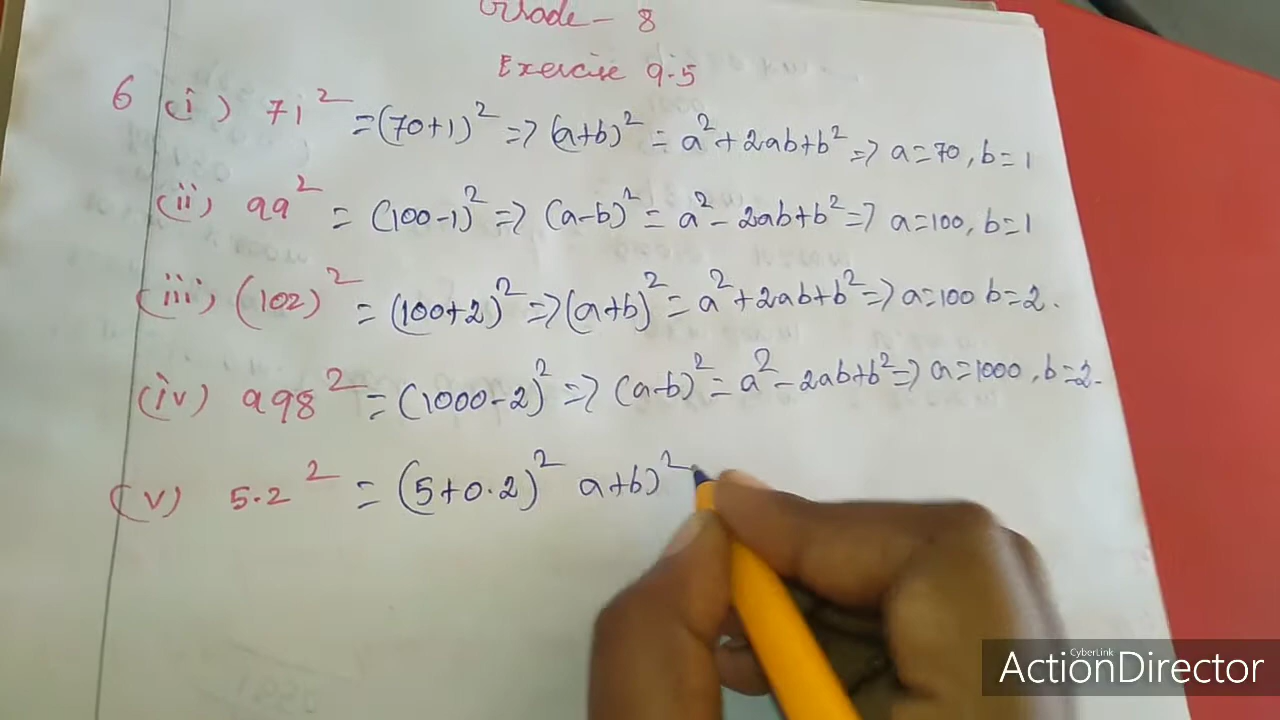 Grade - 8
Exercise 9.5
6 (i) 71² = (70+1)² => (a+b)² = a² + 2ab + b² => a = 70, b = 1
(ii) 99² = (100-1)² => (a-b)² = a² - 2ab + b² => a = 100, b = 1
(iii) (102)² = (100+2)² => (a+b)² = a² + 2ab + b² => a = 100 b = 2.
(iv) 998² = (1000-2)² => (a-b)² = a² - 2ab + b² => a = 1000, b = 2.
(v) 5.2² = (5+0.2)² a+b)²
CyberLink
ActionDirector